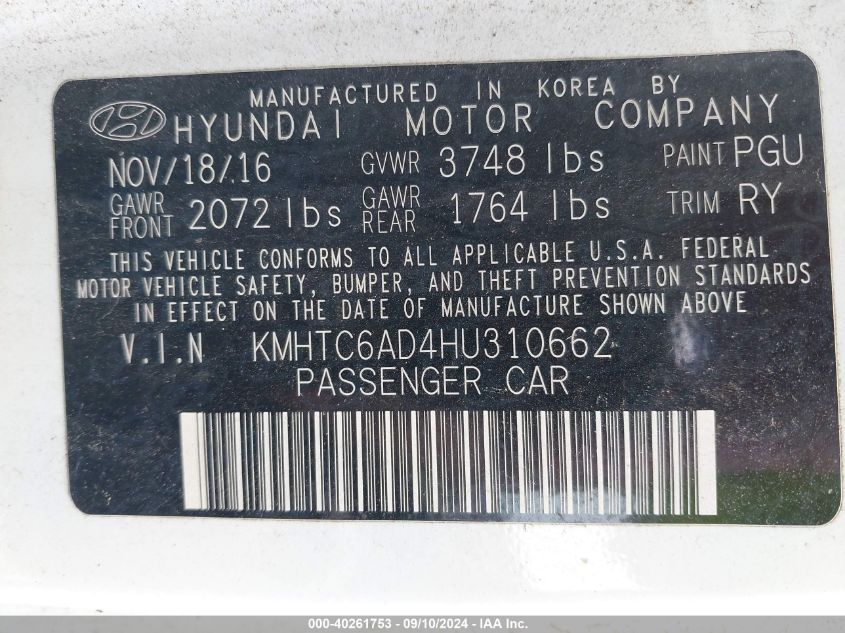 MANUFACTURED IN KOREA BY
HYUNDAI MOTOR COMPANY
NOV/18/16 GVWR 3748 lbs PAINT PGU
GAWR FRONT 2072 lbs GAWR REAR 1764 lbs TRIM RY
THIS VEHICLE CONFORMS TO ALL APPLICABLE U.S.A. FEDERAL
MOTOR VEHICLE SAFETY, BUMPER, AND THEFT PREVENTION STANDARDS
IN EFFECT ON THE DATE OF MANUFACTURE SHOWN ABOVE
V.I.N KMHTC6AD4HU310662
PASSENGER CAR
000-40261753 - 09/10/2024 - IAA Inc.